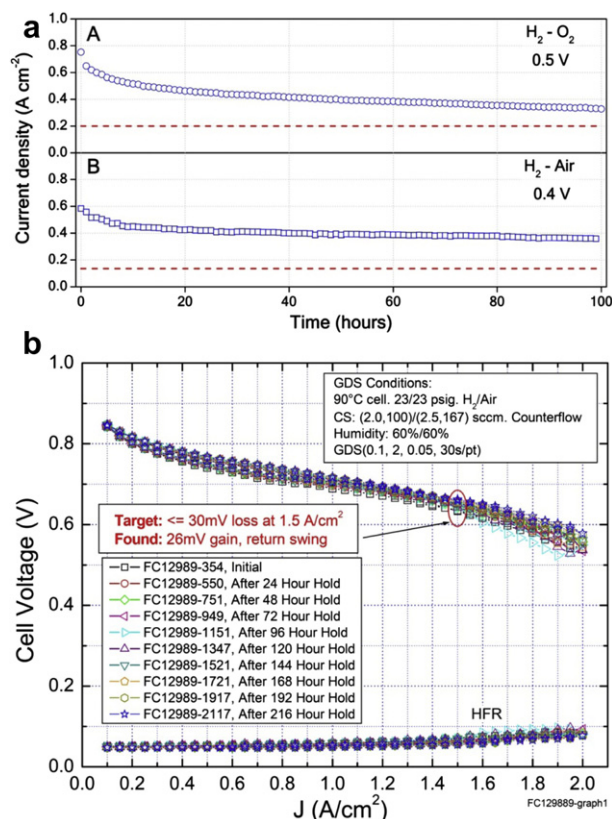 a
A
H₂ - O₂
0.5 V
0.8
0.6
0.4
0.2
0.0
B
H₂ - Air
0.4 V
0.8
0.6
0.4
0.2
0.0
Current density (A cm⁻²)
0 20 40 60 80 100
Time (hours)
b
GDS Conditions:
90°C cell. 23/23 psig. H₂/Air
CS: (2.0,100)/(2.5,167) sccm. Counterflow
Humidity: 60%/60%
GDS(0.1, 2, 0.05, 30s/pt)
Target: <= 30mV loss at 1.5 A/cm²
Found: 26mV gain, return swing
FC12989-354, Initial
FC12989-550, After 24 Hour Hold
FC12989-751, After 48 Hour Hold
FC12989-949, After 72 Hour Hold
FC12989-1151, After 96 Hour Hold
FC12989-1347, After 120 Hour Hold
FC12989-1521, After 144 Hour Hold
FC12989-1721, After 168 Hour Hold
FC12989-1917, After 192 Hour Hold
FC12989-2117, After 216 Hour Hold
HFR
1.0
0.8
0.6
0.4
0.2
0.0
Cell Voltage (V)
0.0 0.2 0.4 0.6 0.8 1.0 1.2 1.4 1.6 1.8 2.0
J (A/cm²)
FC129889-graph1